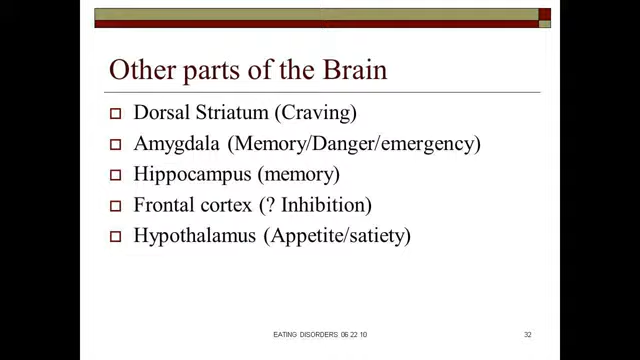 Other parts of the Brain
Dorsal Striatum (Craving)
Amygdala (Memory/Danger/emergency)
Hippocampus (memory)
Frontal cortex (? Inhibition)
Hypothalamus (Appetite/satiety)
EATING DISORDERS 06 22 10
32